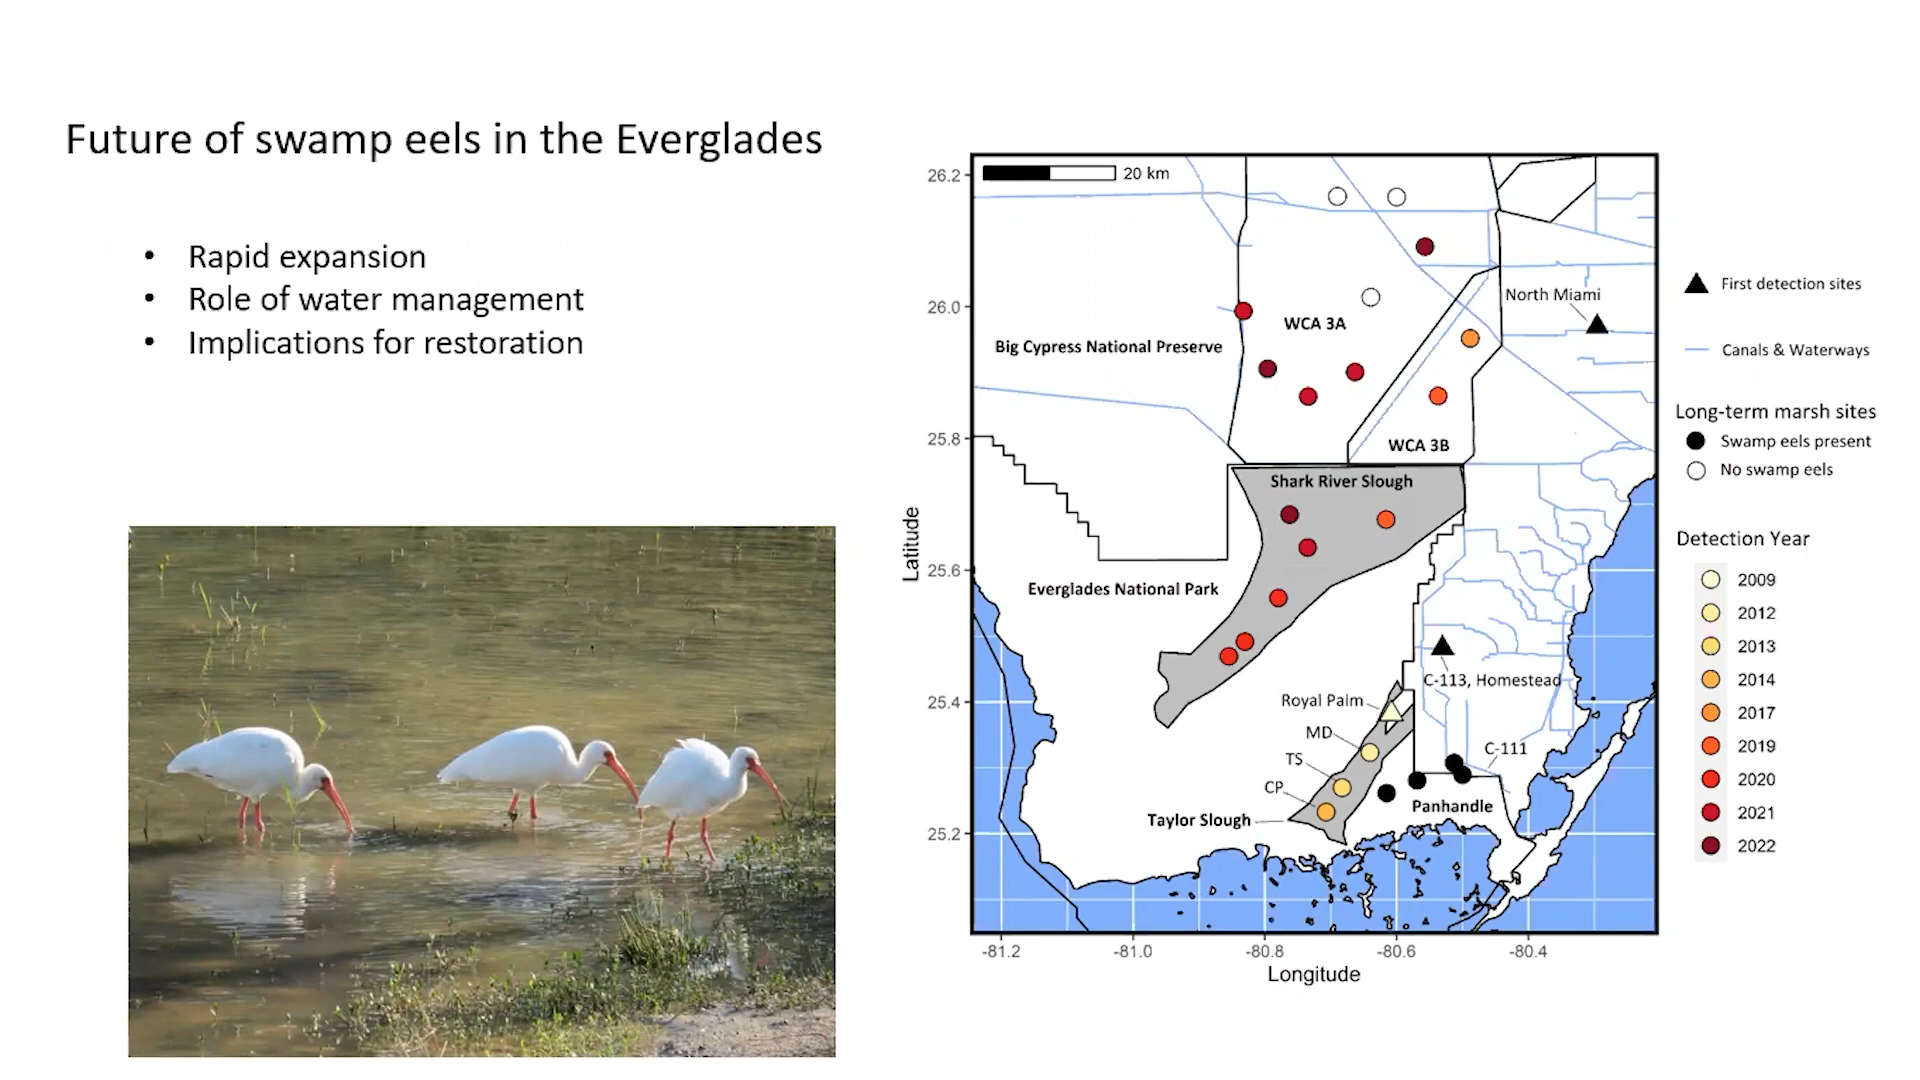 Future of swamp eels in the Everglades
• Rapid expansion
• Role of water management
• Implications for restoration
20 km
26.2
26.0
25.8
25.6
25.4
25.2
Latitude
-81.2
-81.0
-80.8
-80.6
-80.4
Longitude
North Miami
WCA 3A
Big Cypress National Preserve
WCA 3B
Shark River Slough
Everglades National Park
C-113, Homestead
Royal Palm
MD
TS
CP
C-111
Panhandle
Taylor Slough
First detection sites
Canals & Waterways
Long-term marsh sites
Swamp eels present
No swamp eels
Detection Year
2009
2012
2013
2014
2017
2019
2020
2021
2022